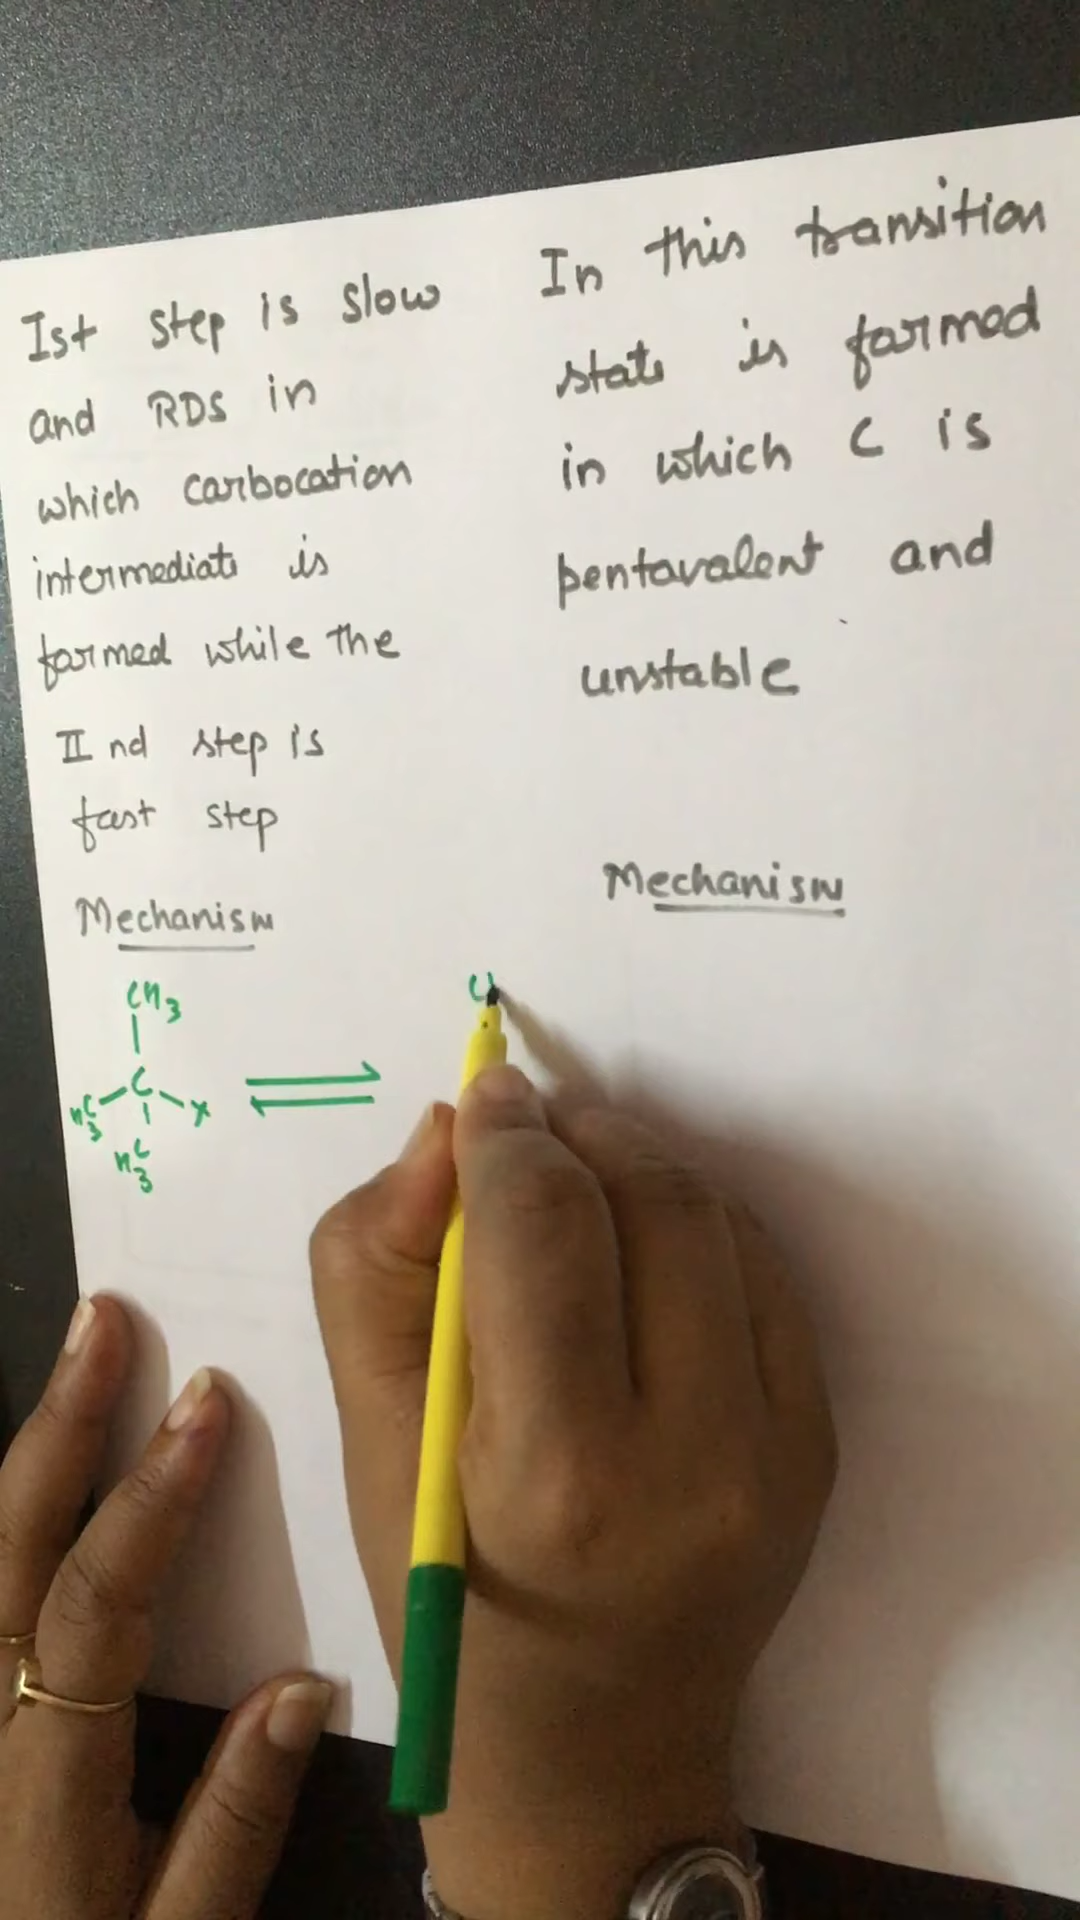 Ist step is slow
and RDS in
which carbocation
intermediate is
formed while the
II nd step is
fast step
Mechanism
CH3
C
H3C
X
H3C
In this transition
state is formed
in which C is
pentavalent and
unstable
Mechanism